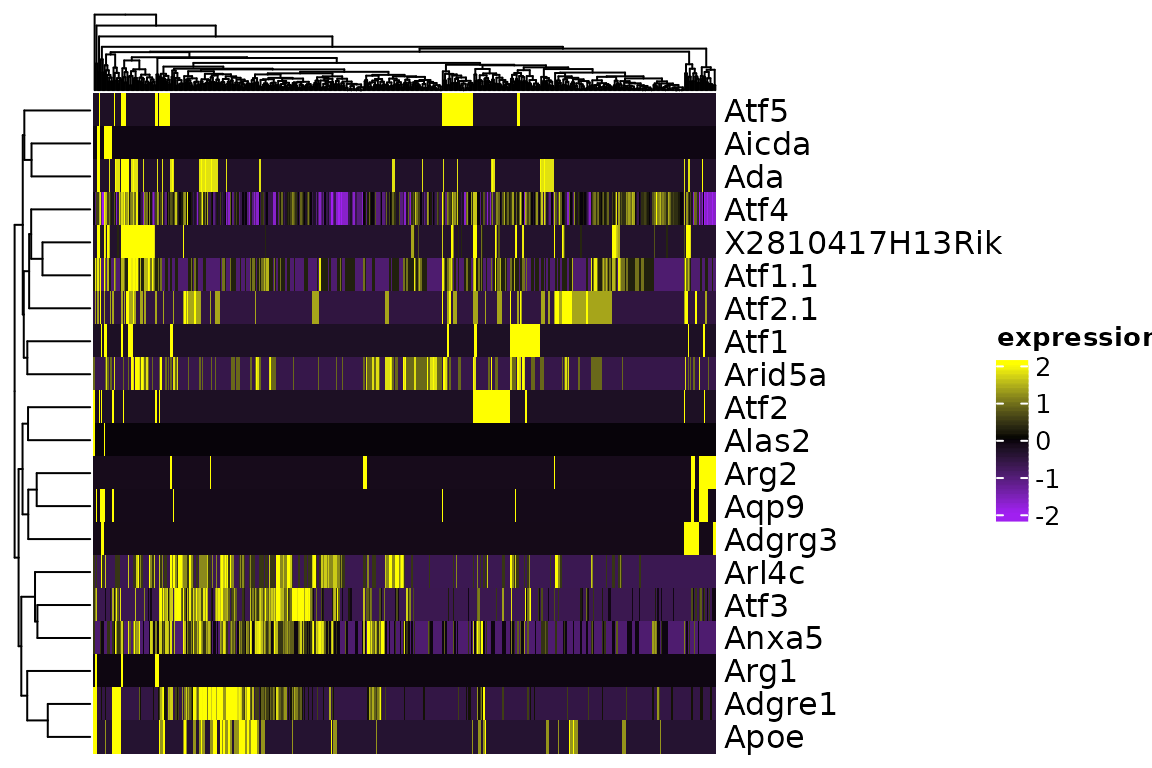 Atf5
Aicda
Ada
Atf4
X2810417H13Rik
Atf1.1
Atf2.1
Atf1
Arid5a
Atf2
Alas2
Arg2
Aqp9
Adgrg3
Arl4c
Atf3
Anxa5
Arg1
Adgre1
Apoe
expression
2
1
0
-1
-2